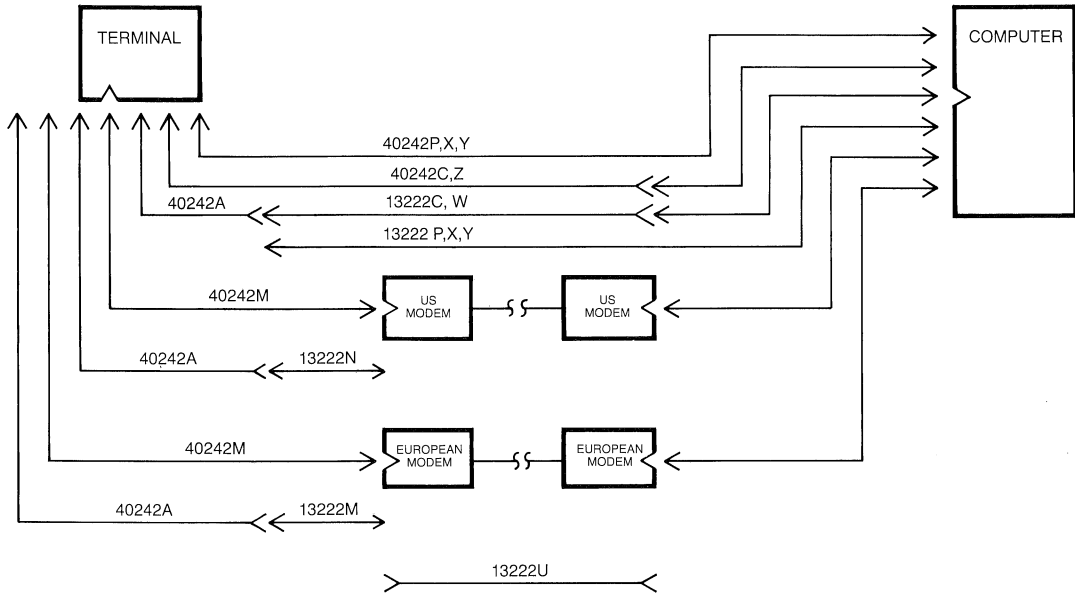 TERMINAL
COMPUTER
40242P,X,Y
40242C,Z
40242A
13222C, W
13222 P,X,Y
40242M
US
MODEM
US
MODEM
40242A
13222N
40242M
EUROPEAN
MODEM
EUROPEAN
MODEM
40242A
13222M
13222U